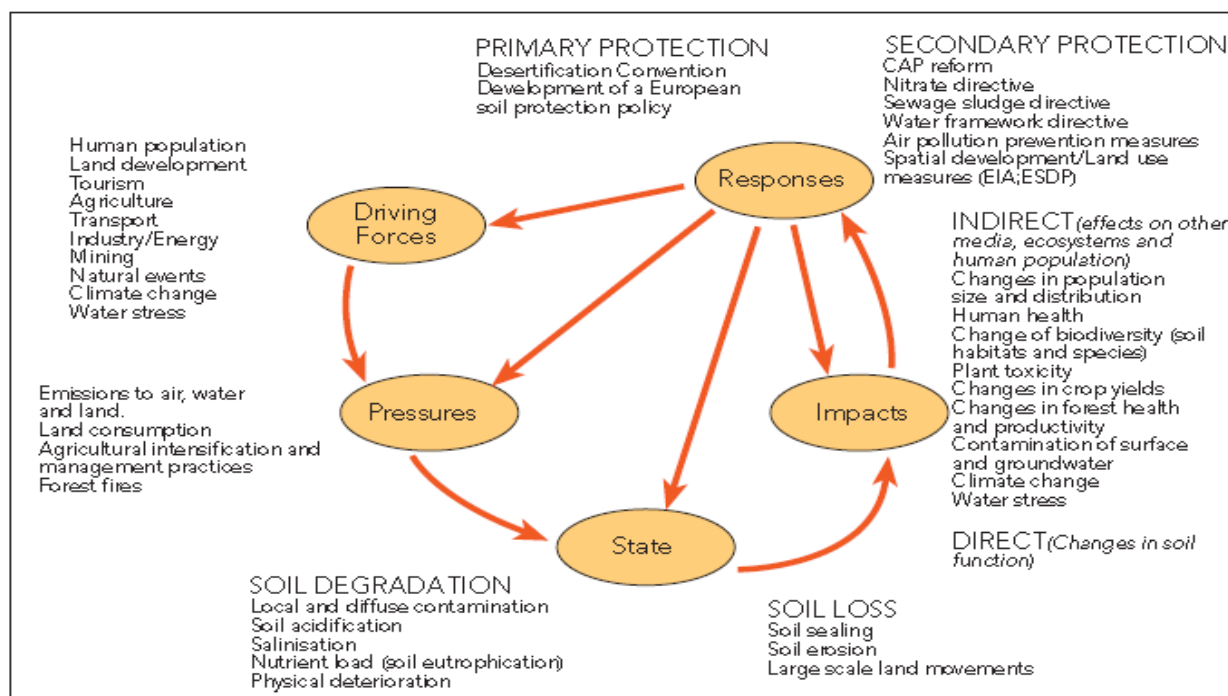 PRIMARY PROTECTION
Desertification Convention
Development of a European
soil protection policy
SECONDARY PROTECTION
CAP reform
Nitrate directive
Sewage sludge directive
Water framework directive
Air pollution prevention measures
Spatial development/Land use
measures (EIA;ESDP)
Human population
Land development
Tourism
Agriculture
Transport
Industry/Energy
Mining
Natural events
Climate change
Water stress
Driving
Forces
Responses
INDIRECT(effects on other
media, ecosystems and
human population)
Changes in population
size and distribution
Human health
Change of biodiversity (soil
habitats and species)
Plant toxicity
Changes in crop yields
Changes in forest health
and productivity
Contamination of surface
and groundwater
Climate change
Water stress
Emissions to air, water
and land.
Land consumption
Agricultural intensification and
management practices
Forest fires
Pressures
Impacts
State
DIRECT(Changes in soil
function)
SOIL DEGRADATION
Local and diffuse contamination
Soil acidification
Salinisation
Nutrient load (soil eutrophication)
Physical deterioration
SOIL LOSS
Soil sealing
Soil erosion
Large scale land movements